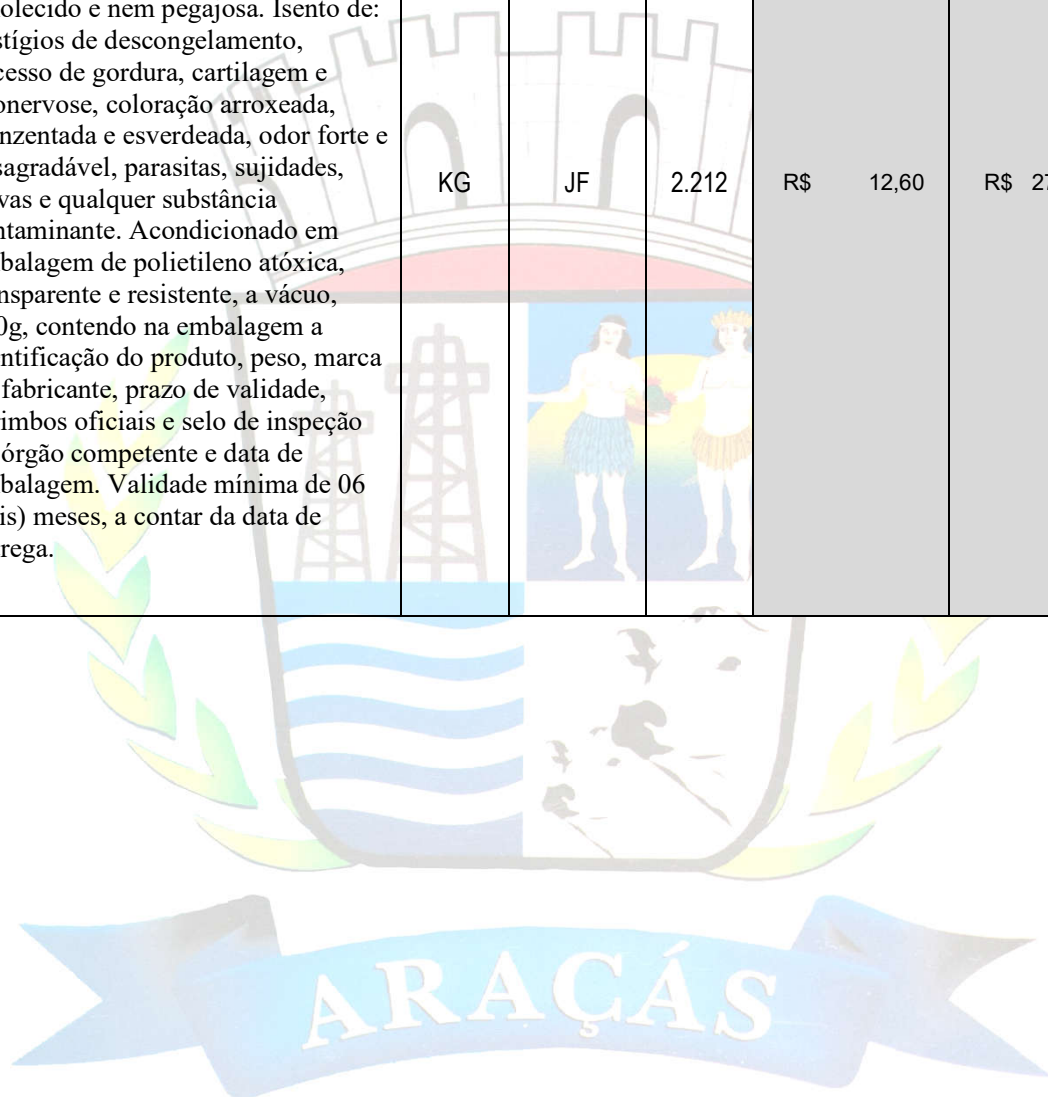 olecido e nem pegajosa. Isento de:
stígios de descongelamento,
cesso de gordura, cartilagem e
onervose, coloração arroxeada,
nzentada e esverdeada, odor forte e
sagradável, parasitas, sujidades,
vas e qualquer substância
ntaminante. Acondicionado em
balagem de polietileno atóxica,
nsparente e resistente, a vácuo,
0g, contendo na embalagem a
ntificação do produto, peso, marca
fabricante, prazo de validade,
rimbos oficiais e selo de inspeção
órgão competente e data de
balagem. Validade mínima de 06
is) meses, a contar da data de
rega.
KG JF 2.212 R$ 12,60 R$ 27
ARAÇÁS